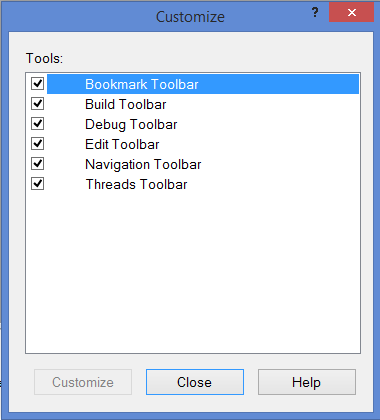 Customize
?
Tools:
Bookmark Toolbar
Build Toolbar
Debug Toolbar
Edit Toolbar
Navigation Toolbar
Threads Toolbar
Customize Close Help